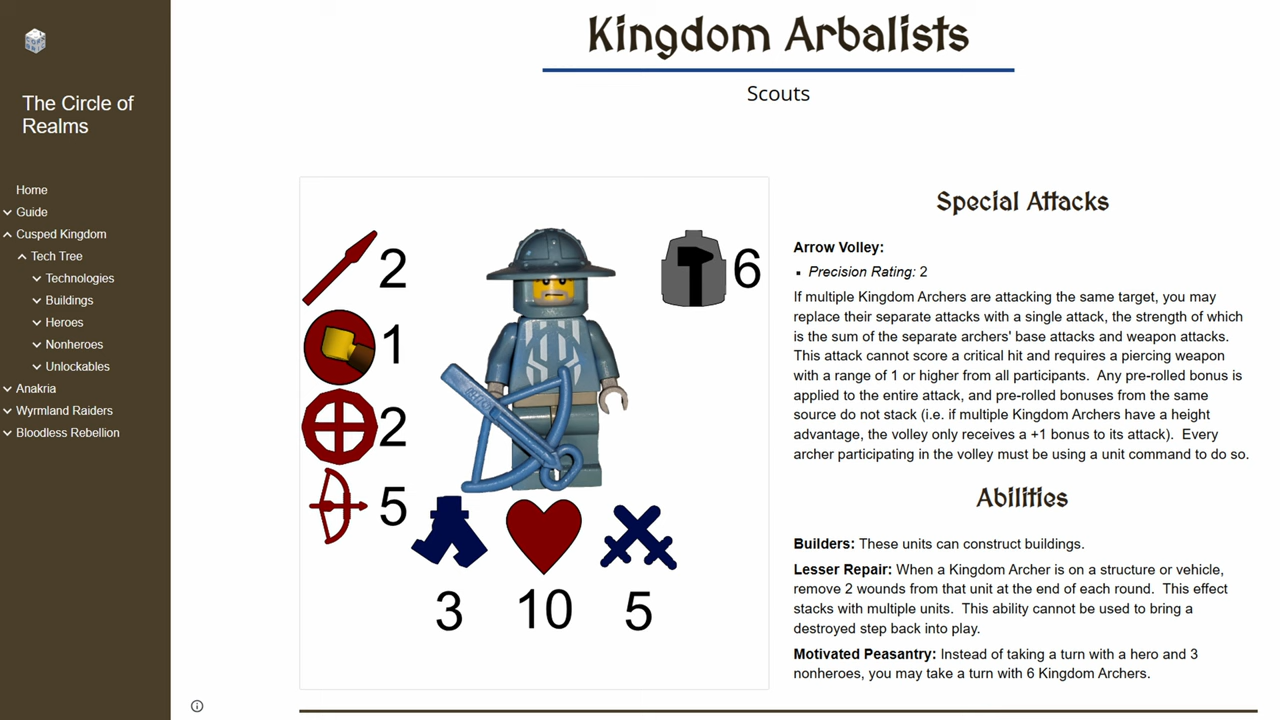 The Circle of
Realms
Home
Guide
Cusped Kingdom
Tech Tree
Technologies
Buildings
Heroes
Nonheroes
Unlockables
Anakria
Wyrmland Raiders
Bloodless Rebellion
Kingdom Arbalists
Scouts
2
1
2
5
6
3 10 5
Special Attacks
Arrow Volley:
▪ Precision Rating: 2
If multiple Kingdom Archers are attacking the same target, you may
replace their separate attacks with a single attack, the strength of which
is the sum of the separate archers' base attacks and weapon attacks.
This attack cannot score a critical hit and requires a piercing weapon
with a range of 1 or higher from all participants.  Any pre-rolled bonus is
applied to the entire attack, and pre-rolled bonuses from the same
source do not stack (i.e. if multiple Kingdom Archers have a height
advantage, the volley only receives a +1 bonus to its attack).  Every
archer participating in the volley must be using a unit command to do so.
Abilities
Builders: These units can construct buildings.
Lesser Repair: When a Kingdom Archer is on a structure or vehicle,
remove 2 wounds from that unit at the end of each round.  This effect
stacks with multiple units.  This ability cannot be used to bring a
destroyed step back into play.
Motivated Peasantry: Instead of taking a turn with a hero and 3
nonheroes, you may take a turn with 6 Kingdom Archers.